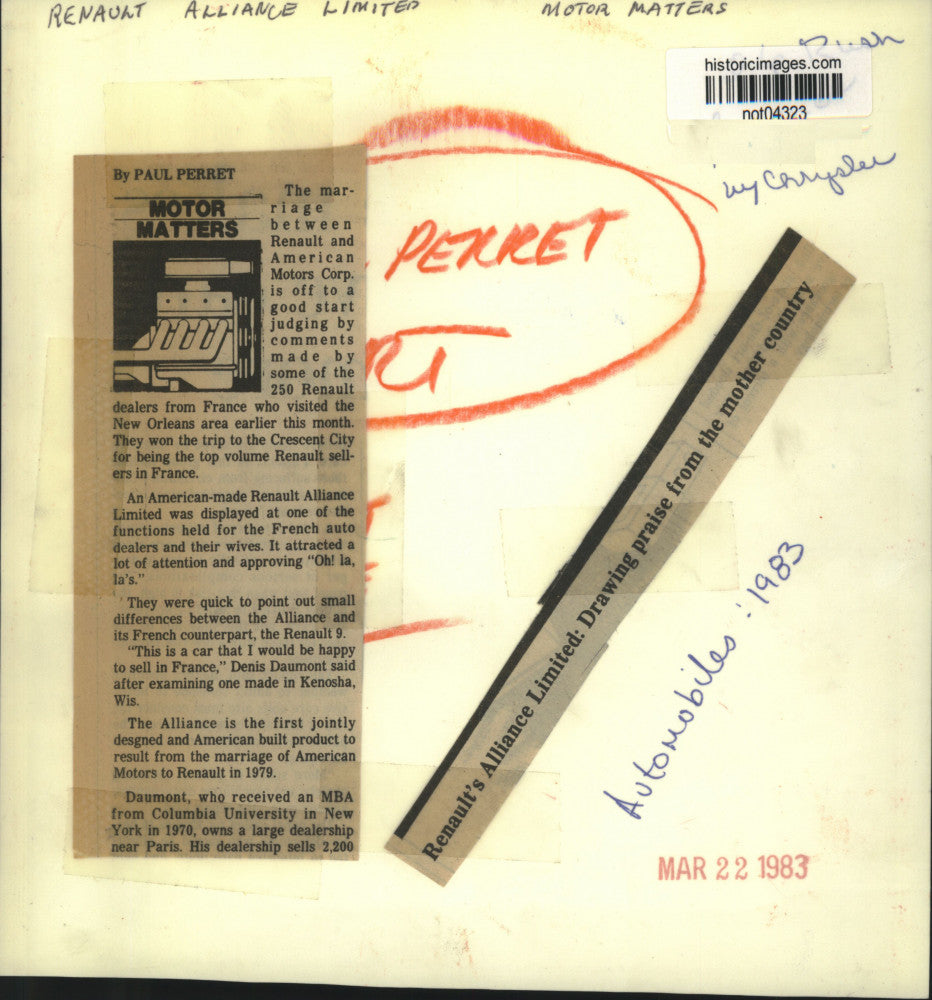 RENAULT ALLIANCE LIMITED MOTOR MATTERS
Rush
historicimages.com
not04323
my Chrysler
By PAUL PERRET
MOTOR
MATTERS
The mar-
riage
between
Renault and
American
Motors Corp.
is off to a
good start
judging by
comments
made by
some of the
250 Renault
dealers from France who visited the
New Orleans area earlier this month.
They won the trip to the Crescent City
for being the top volume Renault sell-
ers in France.
An American-made Renault Alliance
Limited was displayed at one of the
functions held for the French auto
dealers and their wives. It attracted a
lot of attention and approving “Oh! la,
la's.”
They were quick to point out small
differences between the Alliance and
its French counterpart, the Renault 9.
“This is a car that I would be happy
to sell in France,” Denis Daumont said
after examining one made in Kenosha,
Wis.
The Alliance is the first jointly
desgned and American built product to
result from the marriage of American
Motors to Renault in 1979.
Daumont, who received an MBA
from Columbia University in New
York in 1970, owns a large dealership
near Paris. His dealership sells 2,200
PERRET
Renault's Alliance Limited: Drawing praise from the mother country
Automobiles: 1983
MAR 22 1983